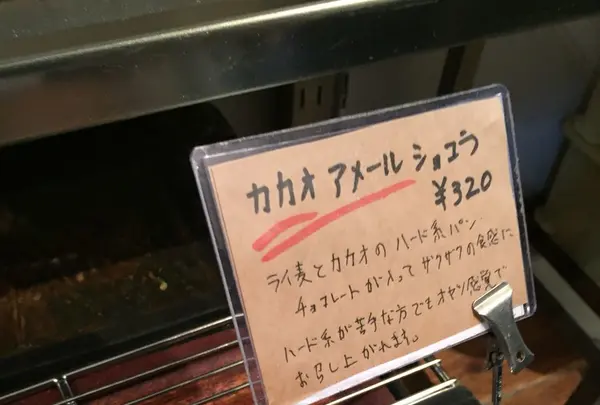 カカオ アメール ショコラ
¥320
ライ麦とカカオのハード系パン
チョコレートが入ってザクザクの食感に
ハード系が苦手な方でもオヤツ感覚で
お召し上がれます。